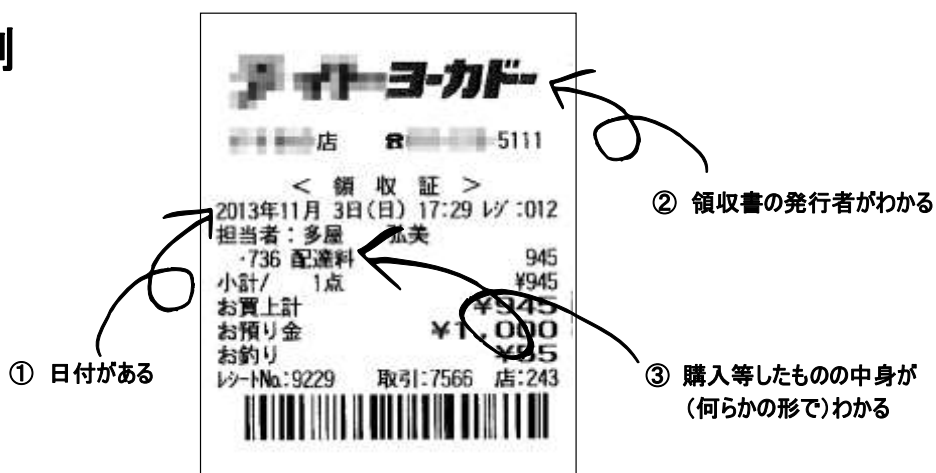 ヨーカドー
店 ☎ 5111
< 領 収 証 >
2013年11月 3日(日) 17:29 ﾚｼﾞ:012
担当者:多屋 弘美
・736 配達料 945
小計/ 1点 ¥945
お買上計 ¥945
お預り金 ¥1,000
お釣り ¥55
ﾚｼｰﾄNo.:9229 取引:7566 店:243
① 日付がある
② 領収書の発行者がわかる
③ 購入等したものの中身が
(何らかの形で)わかる